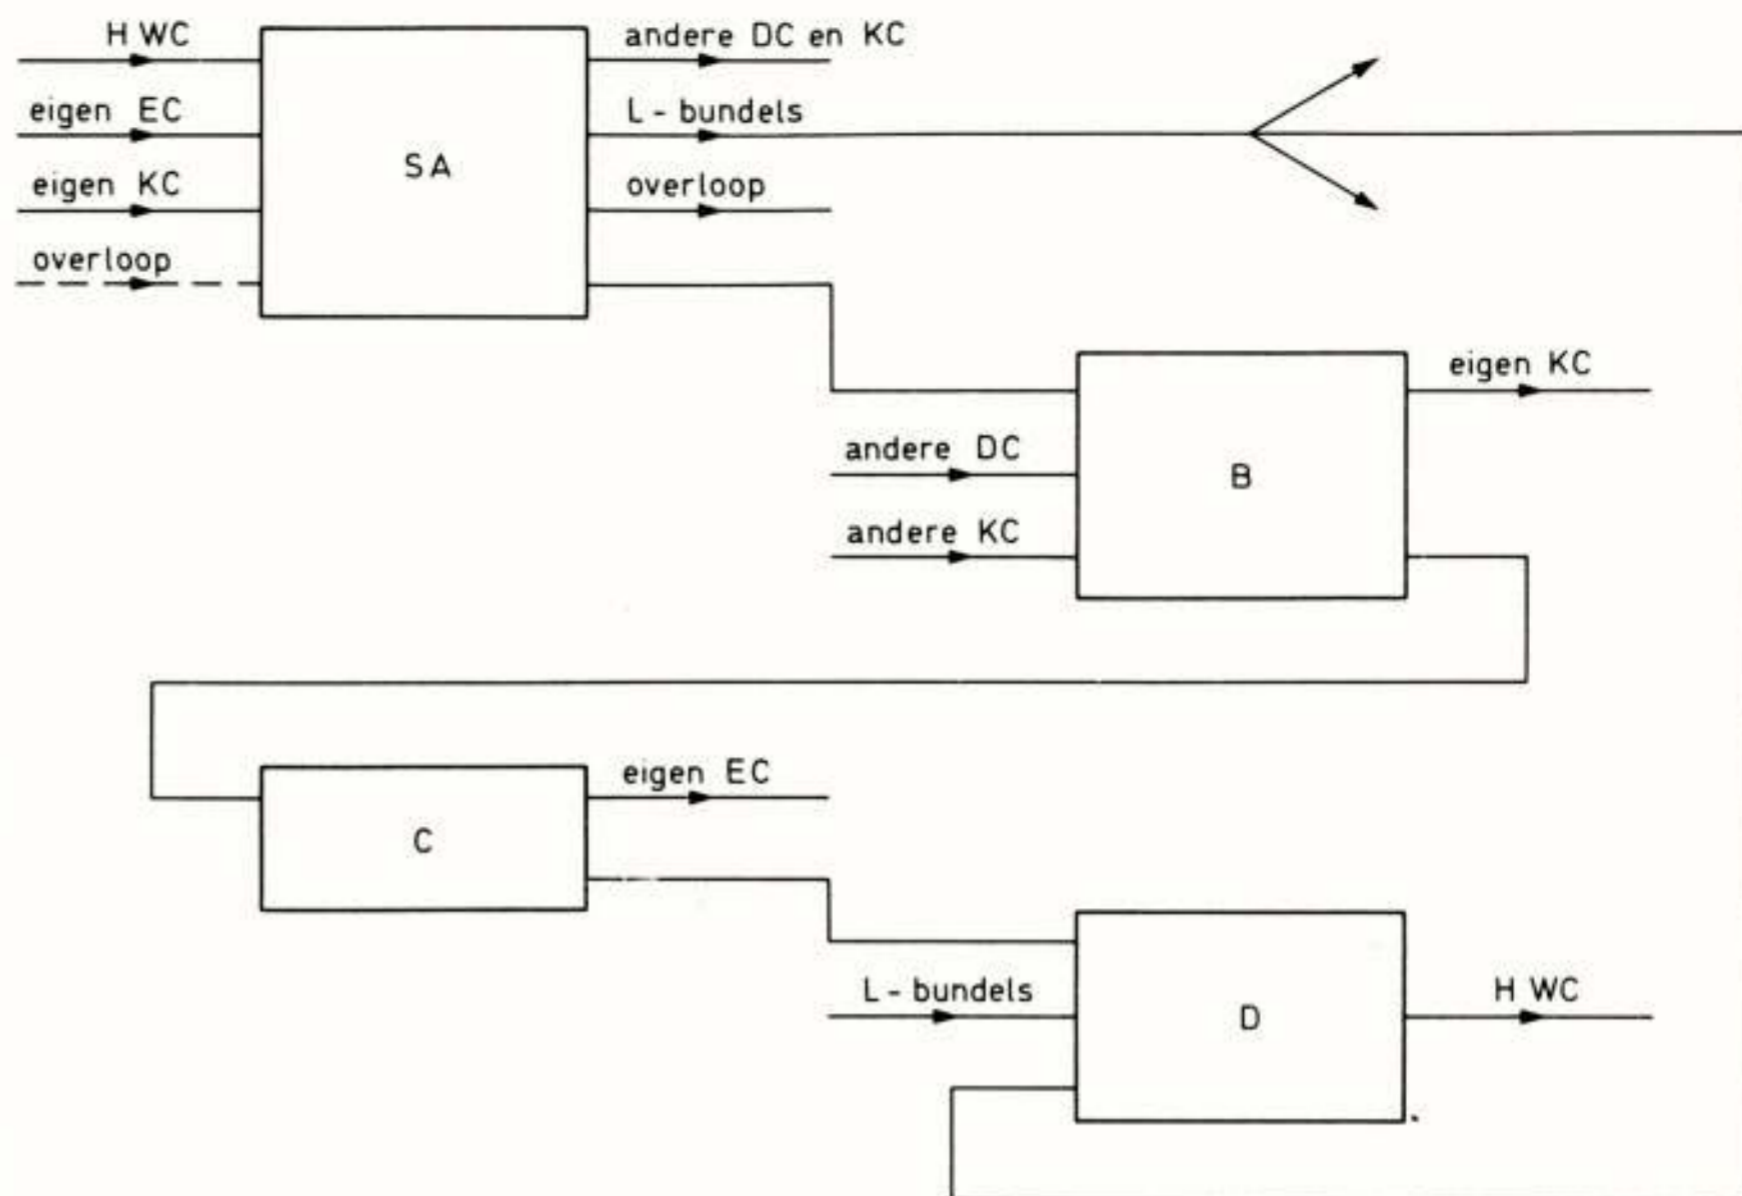 H WC
eigen EC
eigen KC
overloop
SA
andere DC en KC
L - bundels
overloop
andere DC
andere KC
B
eigen KC
C
eigen EC
L - bundels
D
H WC